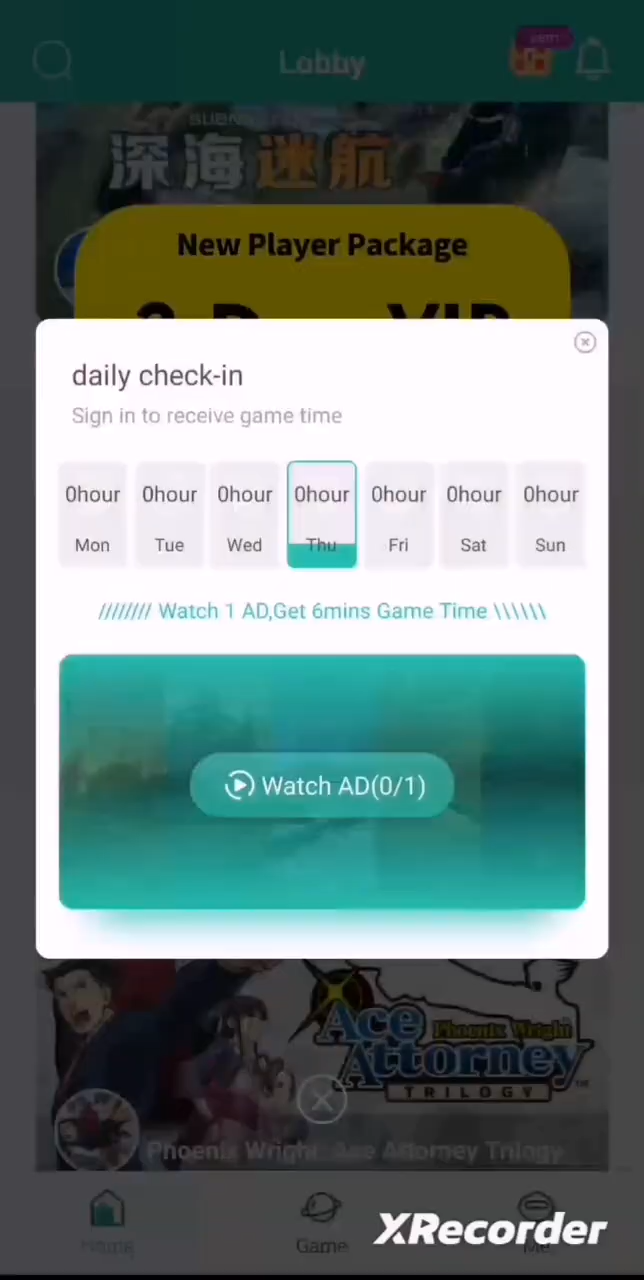 Lobby
深海迷航
New Player Package
daily check-in
Sign in to receive game time
0hour 0hour 0hour 0hour 0hour 0hour 0hour
Mon Tue Wed Thu Fri Sat Sun
//////// Watch 1 AD,Get 6mins Game Time \\\\\\
Watch AD(0/1)
Ace Phoenix Wright
Attorney™
TRILOGY
Phoenix Wright: Ace Attorney Trilogy
Home Game Me
XRecorder